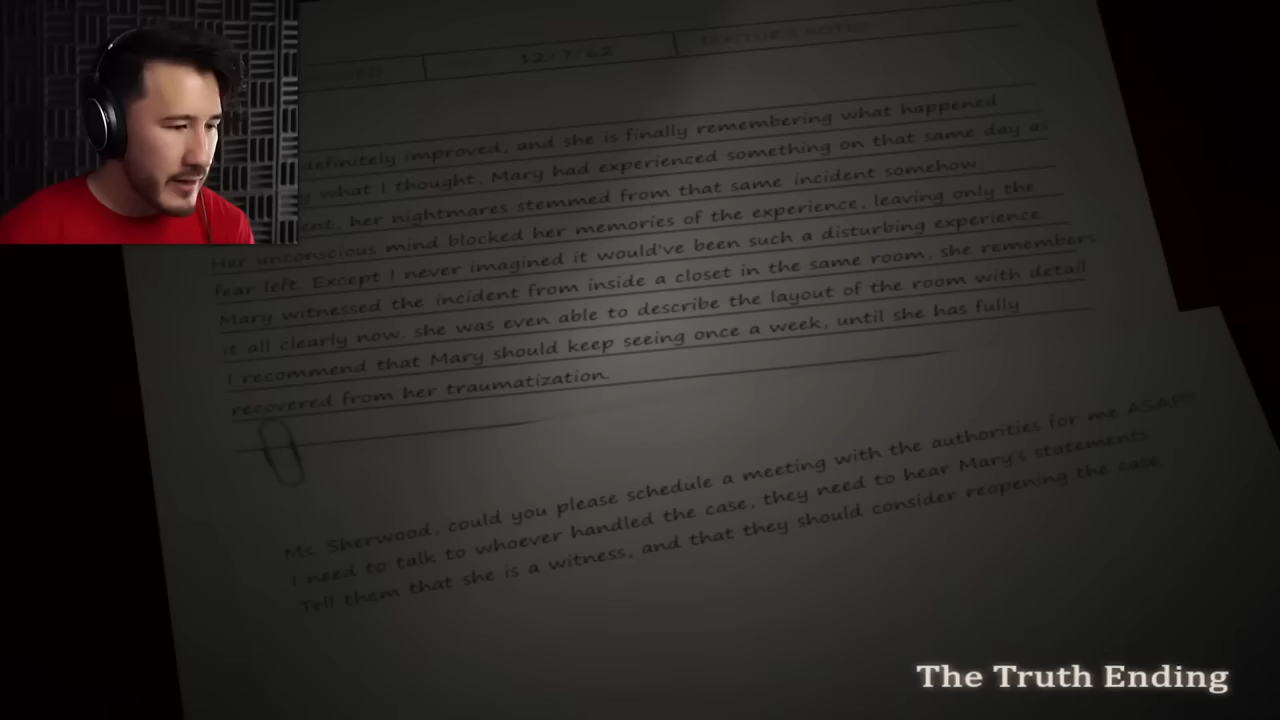 12/7/62 DOCTOR'S NOTES
definitely improved, and she is finally remembering what happened
what I thought. Mary had experienced something on that same day as
her nightmares stemmed from that same incident somehow.
Her unconscious mind blocked her memories of the experience, leaving only the
fear left. Except I never imagined it would've been such a disturbing experience.
Mary witnessed the incident from inside a closet in the same room, she remembers
it all clearly now. she was even able to describe the layout of the room with detail
I recommend that Mary should keep seeing once a week, until she has fully
recovered from her traumatization.
Ms. Sherwood, could you please schedule a meeting with the authorities for me ASAP?
I need to talk to whoever handled the case, they need to hear Mary's statements.
Tell them that she is a witness, and that they should consider reopening the case.
The Truth Ending